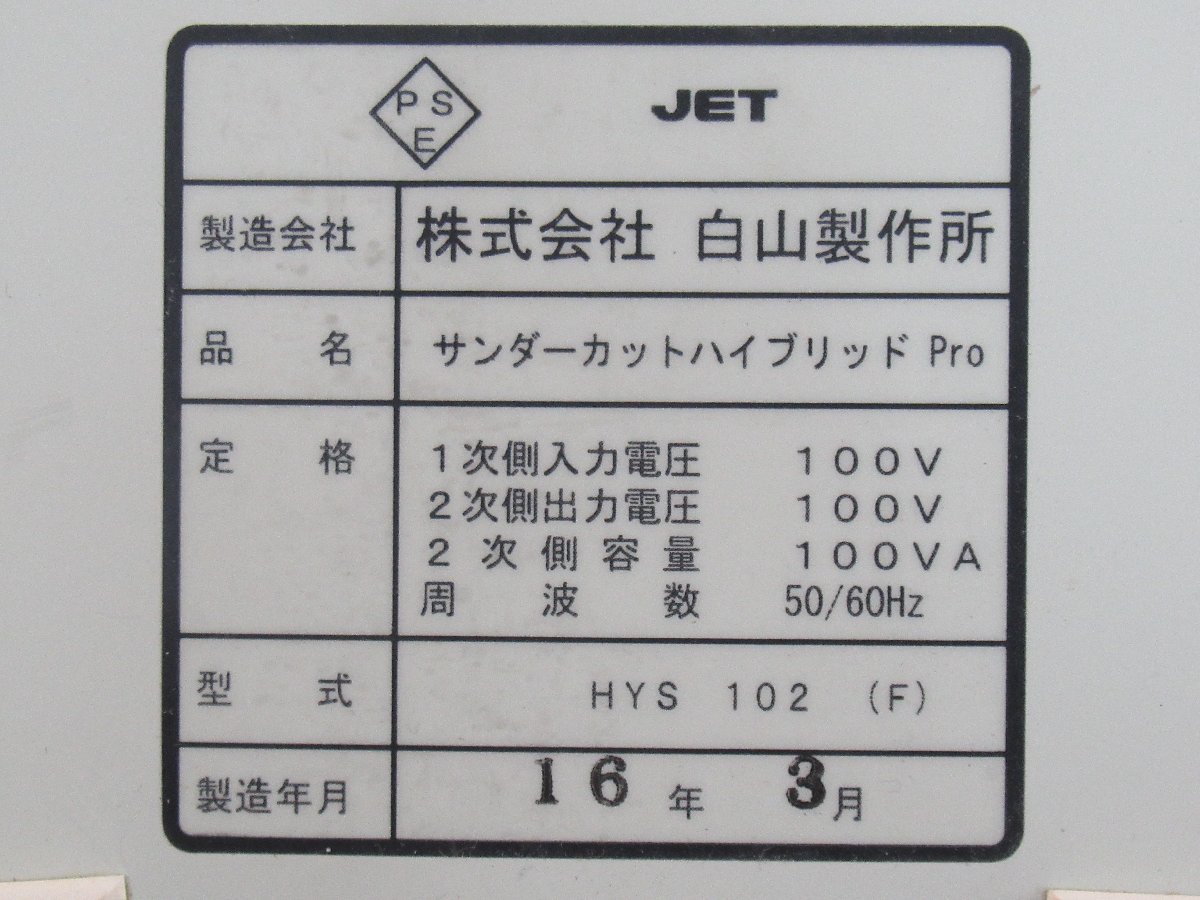 PS
E
JET
製造会社 株式会社 白山製作所
品名 サンダーカットハイブリッド Pro
定格 1次側入力電圧 100V
2次側出力電圧 100V
2次側容量 100VA
周波数 50/60Hz
型式 HYS 102 (F)
製造年月 16年 3月